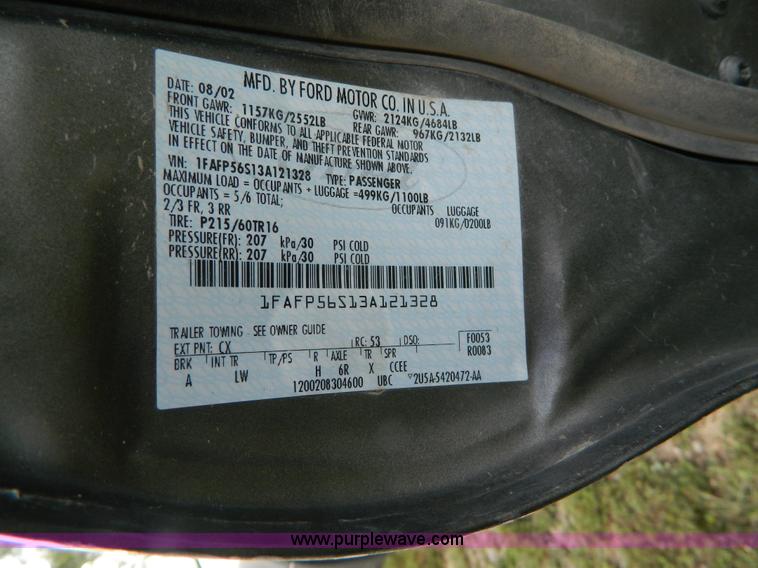 MFD. BY FORD MOTOR CO. IN U.S.A.
DATE: 08/02 GVWR: 2124KG/4684LB
FRONT GAWR: 1157KG/2552LB REAR GAWR: 967KG/2132LB
THIS VEHICLE CONFORMS TO ALL APPLICABLE FEDERAL MOTOR
VEHICLE SAFETY, BUMPER, AND THEFT PREVENTION STANDARDS
IN EFFECT ON THE DATE OF MANUFACTURE SHOWN ABOVE.
VIN: 1FAFP56S13A121328 TYPE: PASSENGER
MAXIMUM LOAD = OCCUPANTS + LUGGAGE =499KG/1100LB
OCCUPANTS = 5/6 TOTAL; OCCUPANTS LUGGAGE
2/3 FR, 3 RR 091KG/0200LB
TIRE: P215/60TR16
PRESSURE(FR): 207 kPa/30 PSI COLD
PRESSURE(RR): 207 kPa/30 PSI COLD
1FAFP56S13A121328
TRAILER TOWING - SEE OWNER GUIDE
EXT PNT: CX RC: 53 DSO: F0053
BRK INT TR TP/PS R AXLE TR SPR R0083
A LW H 6R X CCEE
1200208304600 UBC 2U5A-5420472-AA
www.purplewave.com